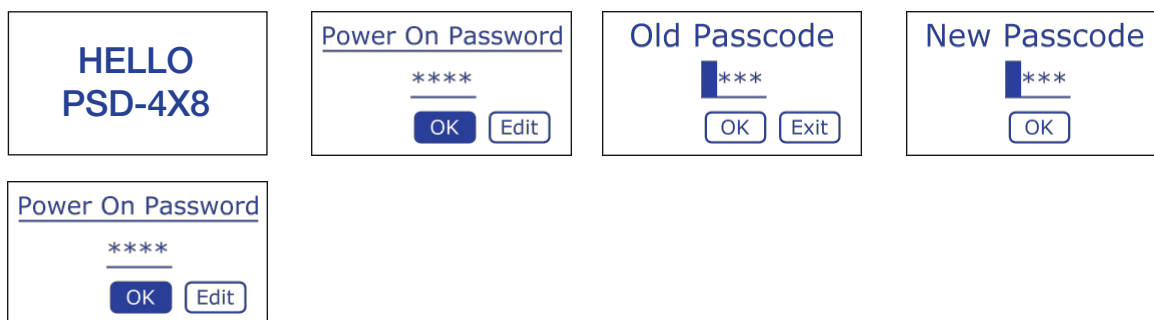 HELLO
PSD-4X8
Power On Password
****
OK Edit
Old Passcode
***
OK Exit
New Passcode
***
OK
Power On Password
****
OK Edit